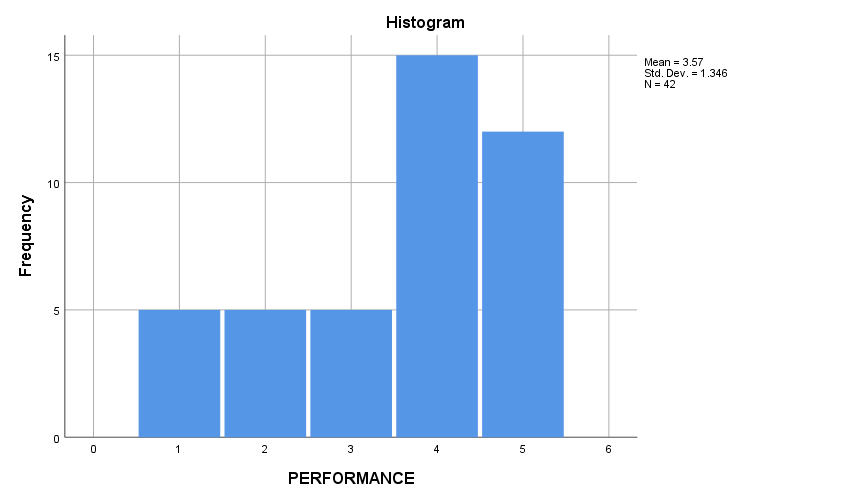 Histogram
Mean = 3.57
Std. Dev. = 1.346
N = 42
15
10
5
0
Frequency
0 1 2 3 4 5 6
PERFORMANCE